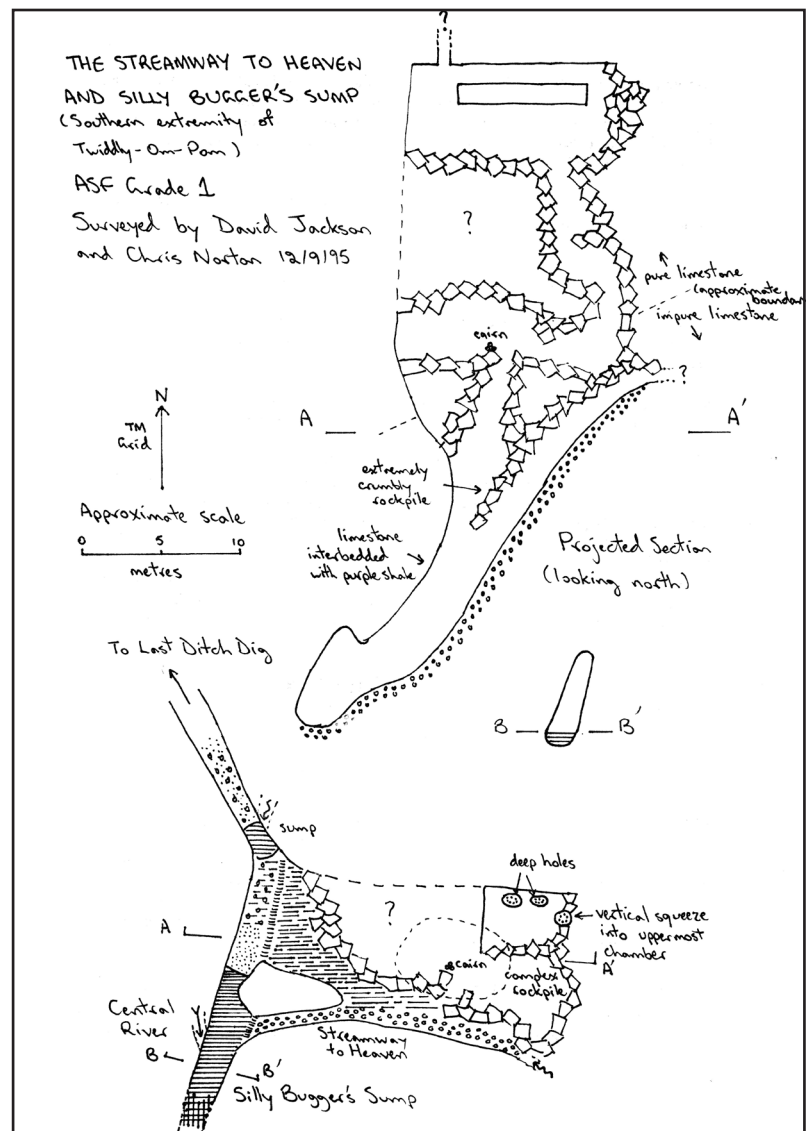 ?
THE STREAMWAY TO HEAVEN
AND SILLY BUGGER'S SUMP
(Southern extremity of
Twiddly-Om-Pom)
ASF Grade 1
Surveyed by David Jackson
and Chris Norton 12/9/95
?
pure limestone
(approximate
boundar
impure limestone
cairn
?
N
TM
Grid
A
A'
extremely
crumbly
rockpile
Approximate scale
0 5 10
metres
limestone
interbedded
with purple shale
Projected Section
(looking north)
To Last Ditch Dig
B
B'
sump
deep holes
?
A
vertical squeeze
into uppermost
chamber
cairn
complex
rockpile
A'
Central
River
Streamway
to Heaven
B
B'
Silly Bugger's Sump